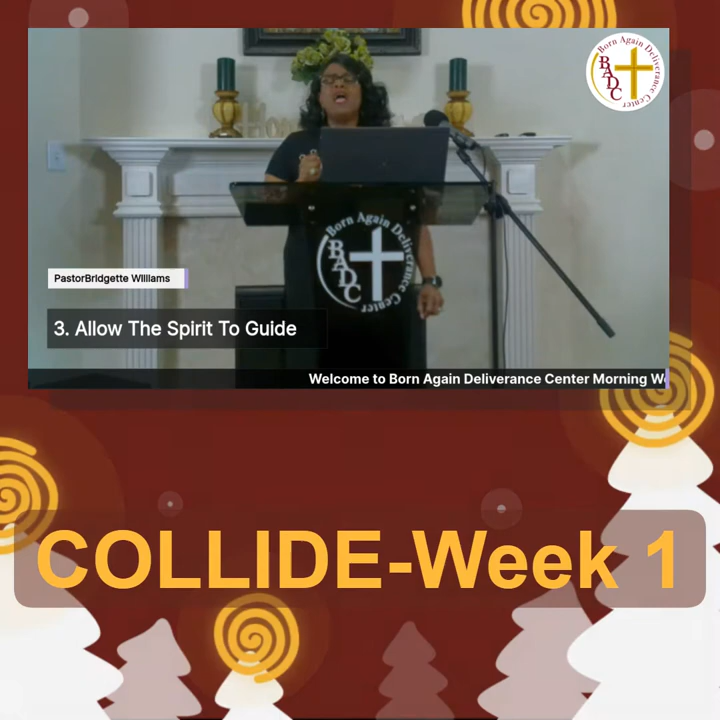 Born Again Deliverance Center
BADC
Home
Born Again Deliverance Center
BADC
PastorBridgette Williams
3. Allow The Spirit To Guide
Welcome to Born Again Deliverance Center Morning W
COLLIDE-Week 1